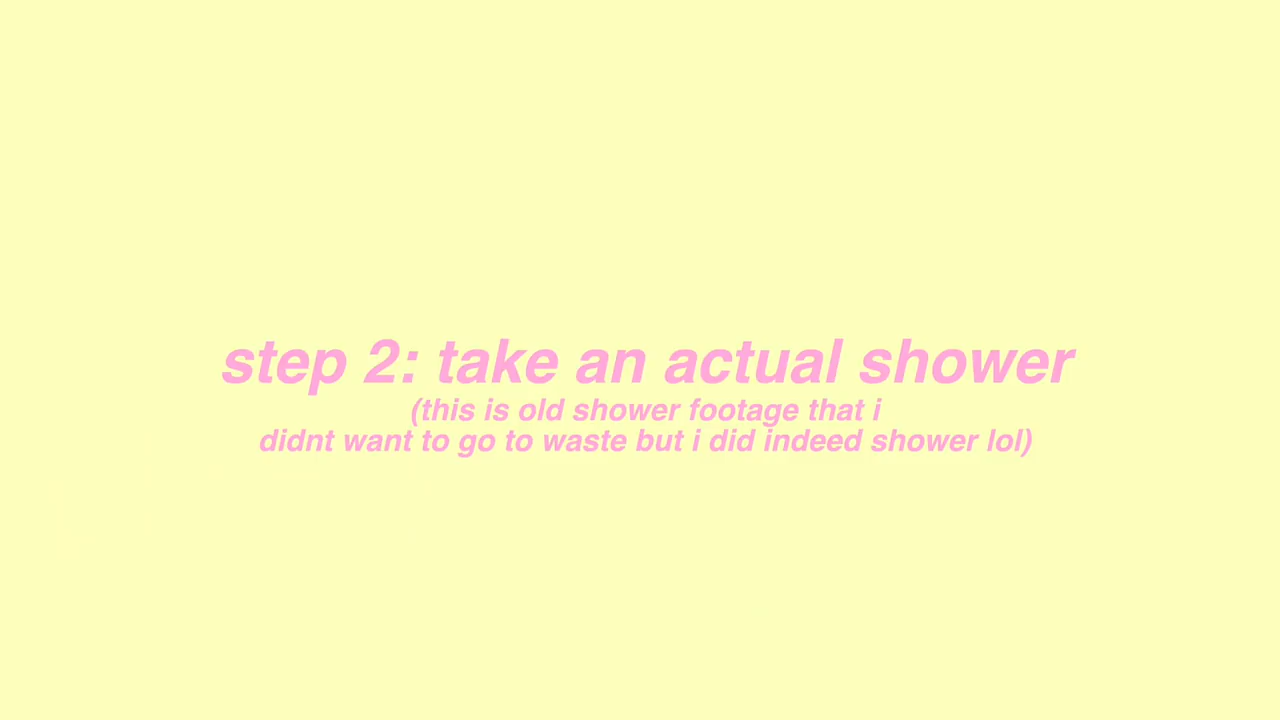 step 2: take an actual shower
(this is old shower footage that i
didnt want to go to waste but i did indeed shower lol)